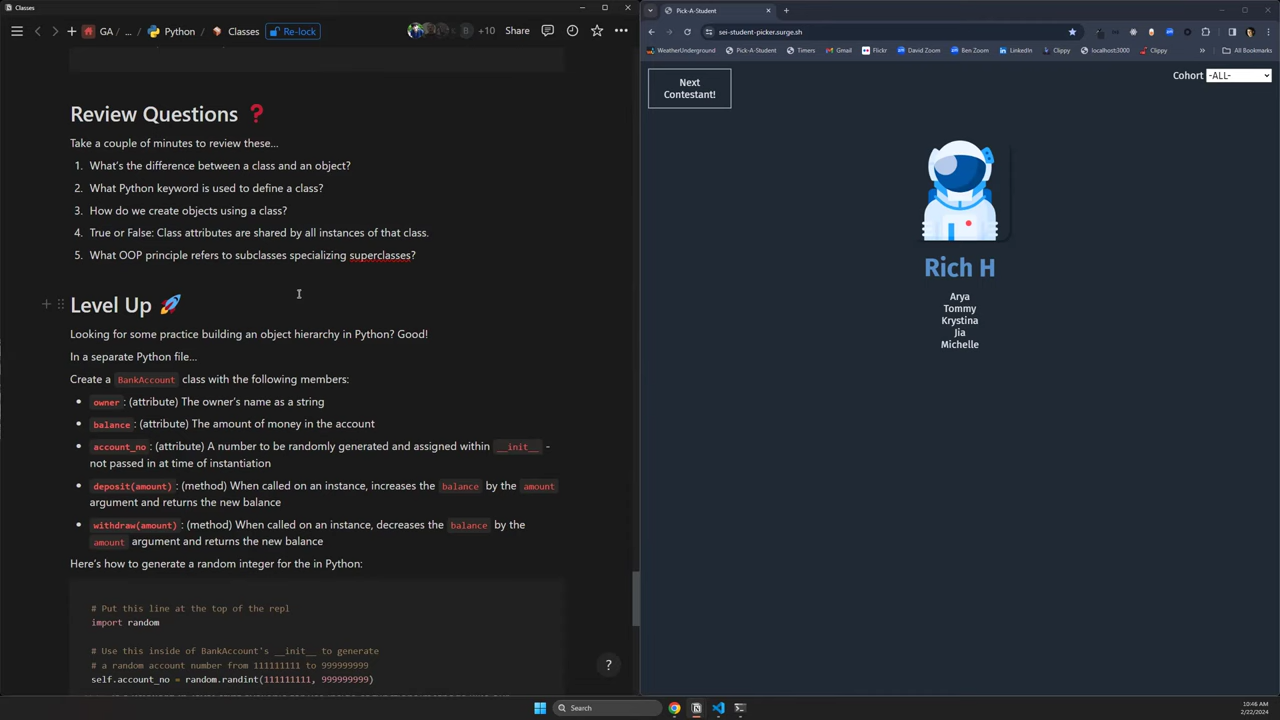 Classes
GA / ... / Python / Classes Re-lock
B +10 Share
Review Questions ❓
Take a couple of minutes to review these...
1. What's the difference between a class and an object?
2. What Python keyword is used to define a class?
3. How do we create objects using a class?
4. True or False: Class attributes are shared by all instances of that class.
5. What OOP principle refers to subclasses specializing superclasses?
Level Up 🚀
Looking for some practice building an object hierarchy in Python? Good!
In a separate Python file...
Create a BankAccount class with the following members:
• owner : (attribute) The owner's name as a string
• balance : (attribute) The amount of money in the account
• account_no : (attribute) A number to be randomly generated and assigned within __init__ -
not passed in at time of instantiation
• deposit(amount) : (method) When called on an instance, increases the balance by the amount
argument and returns the new balance
• withdraw(amount) : (method) When called on an instance, decreases the balance by the
amount argument and returns the new balance
Here's how to generate a random integer for the in Python:
# Put this line at the top of the repl
import random
# Use this inside of BankAccount's __init__ to generate
# a random account number from 111111111 to 999999999
self.account_no = random.randint(111111111, 999999999)
?
Pick-A-Student
sei-student-picker.surge.sh
WeatherUnderground Pick-A-Student Timers Gmail Flickr David Zoom Ben Zoom LinkedIn Clippy localhost:3000 Clippy All Bookmarks
Next
Contestant!
Cohort -ALL-
Rich H
Arya
Tommy
Krystina
Jia
Michelle
Search
10:46 AM
2/22/2024